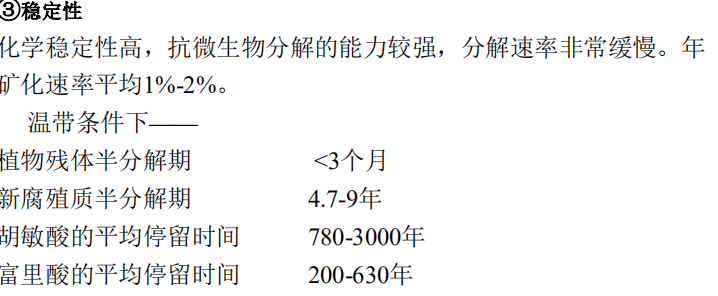 ③稳定性
化学稳定性高，抗微生物分解的能力较强，分解速率非常缓慢。年
矿化速率平均1%-2%。
温带条件下——
植物残体半分解期 <3个月
新腐殖质半分解期 4.7-9年
胡敏酸的平均停留时间 780-3000年
富里酸的平均停留时间 200-630年